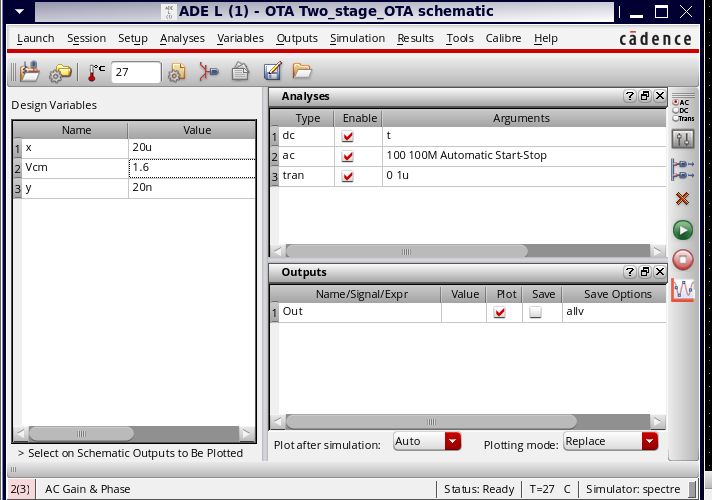 ADE L (1) - OTA Two_stage_OTA schematic
Launch Session Setup Analyses Variables Outputs Simulation Results Tools Calibre Help
cādence
°C 27
Design Variables
Name Value
1 x 20u
2 Vcm 1.6
3 y 20n
> Select on Schematic Outputs to Be Plotted
Analyses
Type Enable Arguments
1 dc t
2 ac 100 100M Automatic Start-Stop
3 tran 0 1u
Outputs
Name/Signal/Expr Value Plot Save Save Options
1 Out allv
Plot after simulation: Auto Plotting mode: Replace
AC
DC
Trans
2(3) AC Gain & Phase Status: Ready T=27 C Simulator: spectre